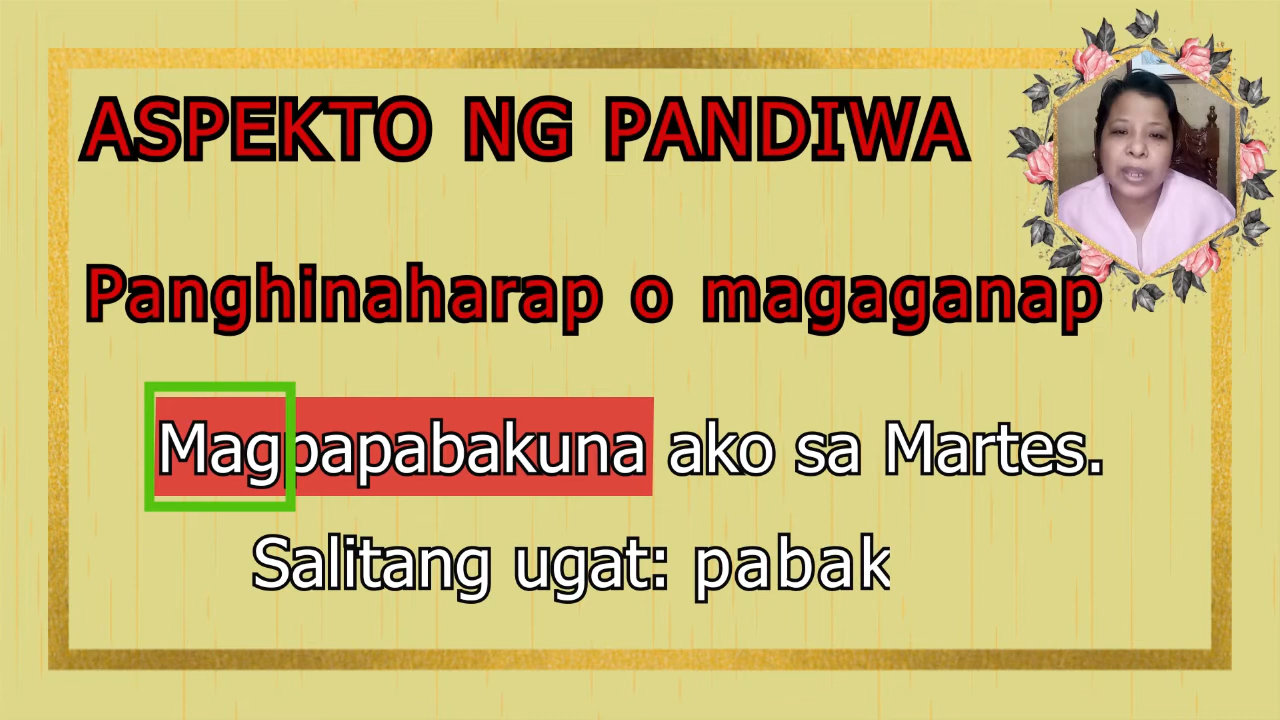 ASPEKTO NG PANDIWA
Panghinaharap o magaganap
Magpapabakuna ako sa Martes.
Salitang ugat: pabak